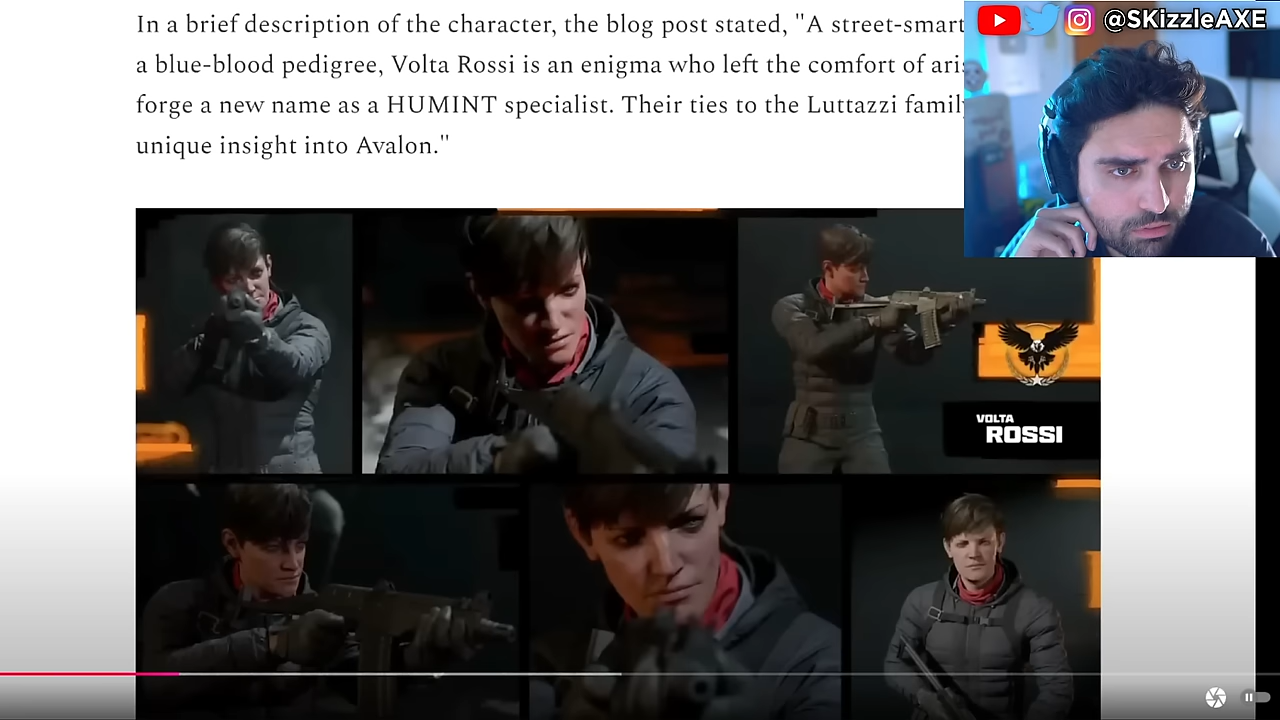 In a brief description of the character, the blog post stated, "A street-smart
a blue-blood pedigree, Volta Rossi is an enigma who left the comfort of
forge a new name as a HUMINT specialist. Their ties to the Luttazzi
unique insight into Avalon."
@SKizzleAXE
VOLTA
ROSSI